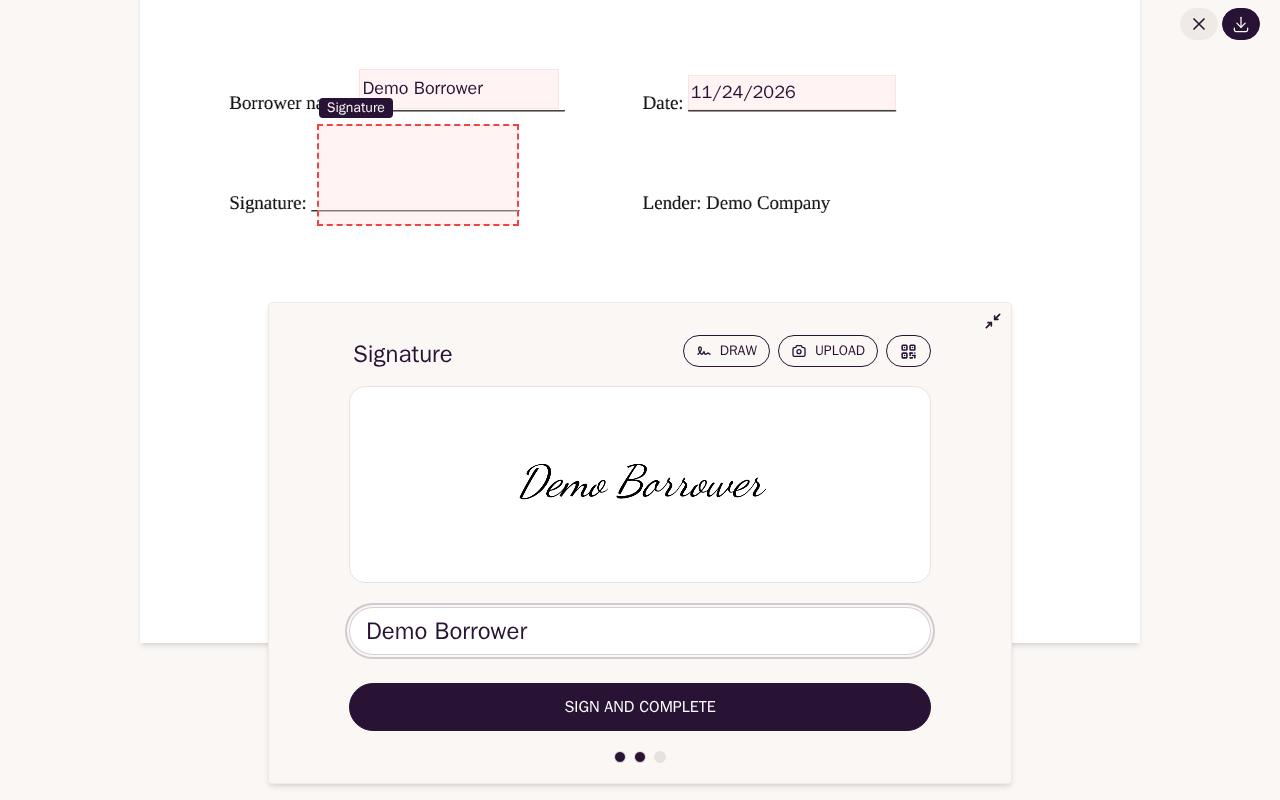 Borrower na
Demo Borrower
Date: 11/24/2026
Signature
Signature:
Lender: Demo Company
Signature
DRAW
UPLOAD
Demo Borrower
Demo Borrower
SIGN AND COMPLETE